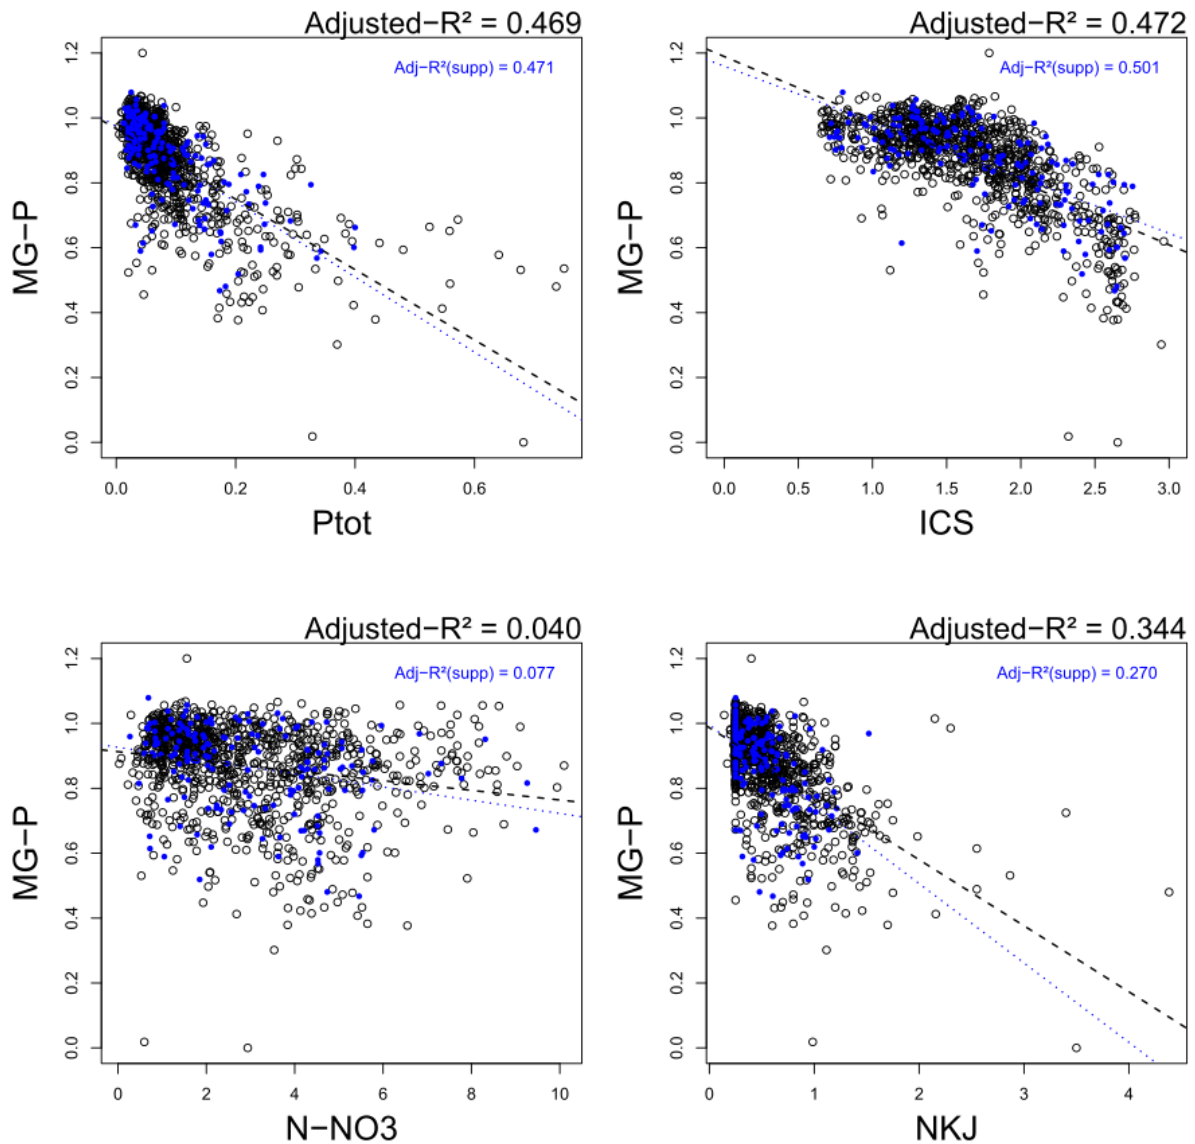 Adjusted−R² = 0.469
Adj−R²(supp) = 0.471
MG−P
0.0 0.2 0.4 0.6 0.8 1.0 1.2
0.0 0.2 0.4 0.6
Ptot
Adjusted−R² = 0.472
Adj−R²(supp) = 0.501
MG−P
0.0 0.2 0.4 0.6 0.8 1.0 1.2
0.0 0.5 1.0 1.5 2.0 2.5 3.0
ICS
Adjusted−R² = 0.040
Adj−R²(supp) = 0.077
MG−P
0.0 0.2 0.4 0.6 0.8 1.0 1.2
0 2 4 6 8 10
N−NO3
Adjusted−R² = 0.344
Adj−R²(supp) = 0.270
MG−P
0.0 0.2 0.4 0.6 0.8 1.0 1.2
0 1 2 3 4
NKJ